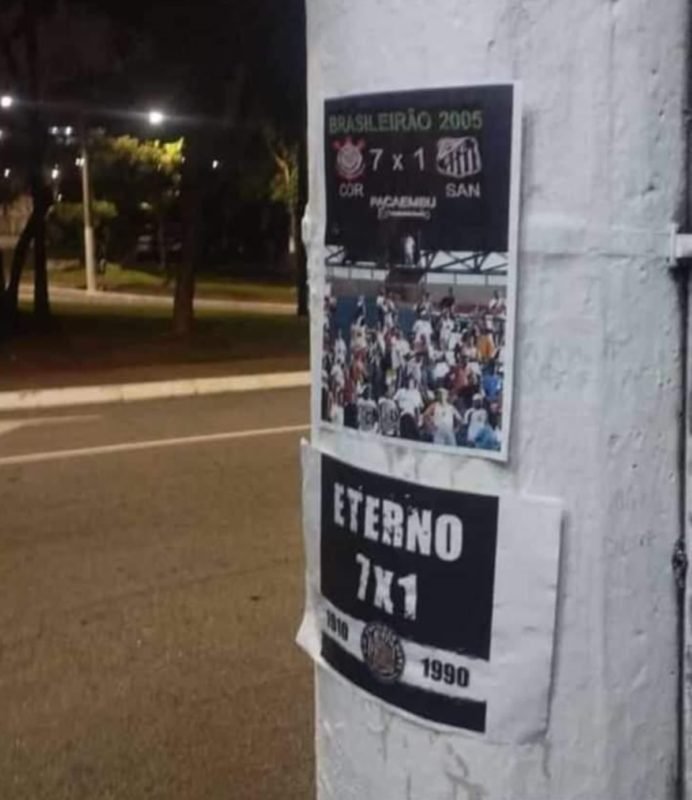 BRASILEIRÃO 2005
7 x 1
COR SAN
PACAEMBU
ETERNO
7X1
1910
1990